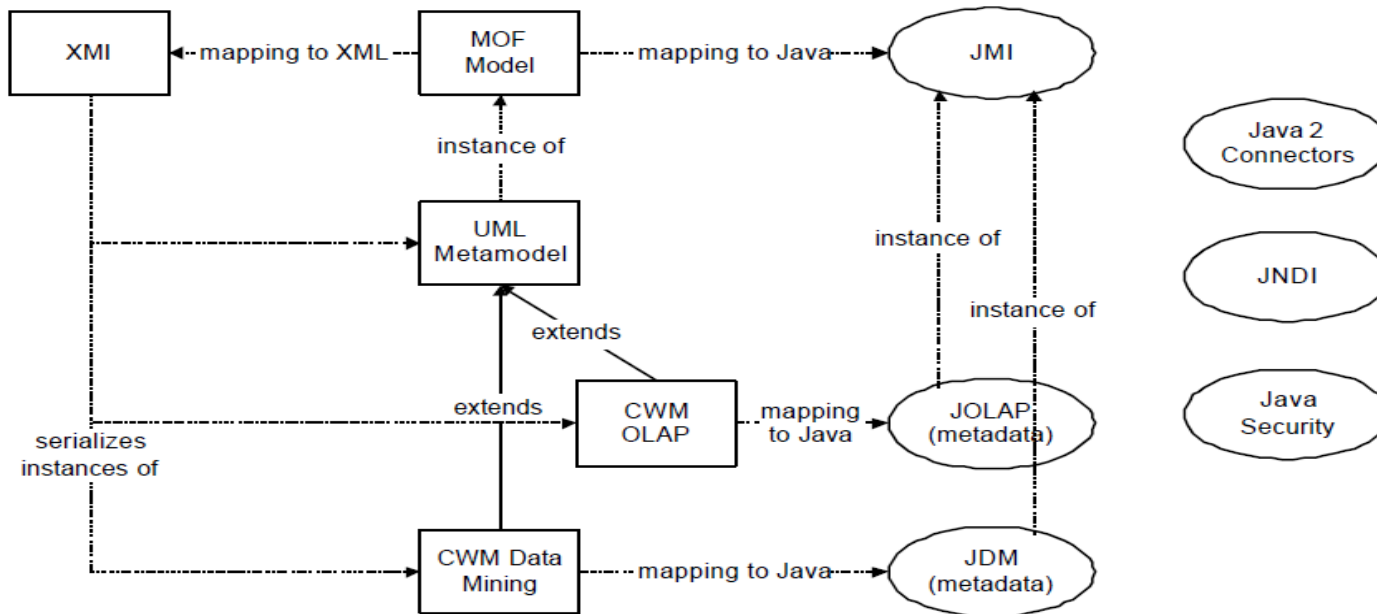 XMI
mapping to XML
MOF
Model
mapping to Java
JMI
instance of
Java 2
Connectors
UML
Metamodel
instance of
JNDI
instance of
extends
extends
CWM
OLAP
mapping
to Java
JOLAP
(metadata)
Java
Security
serializes
instances of
CWM Data
Mining
mapping to Java
JDM
(metadata)